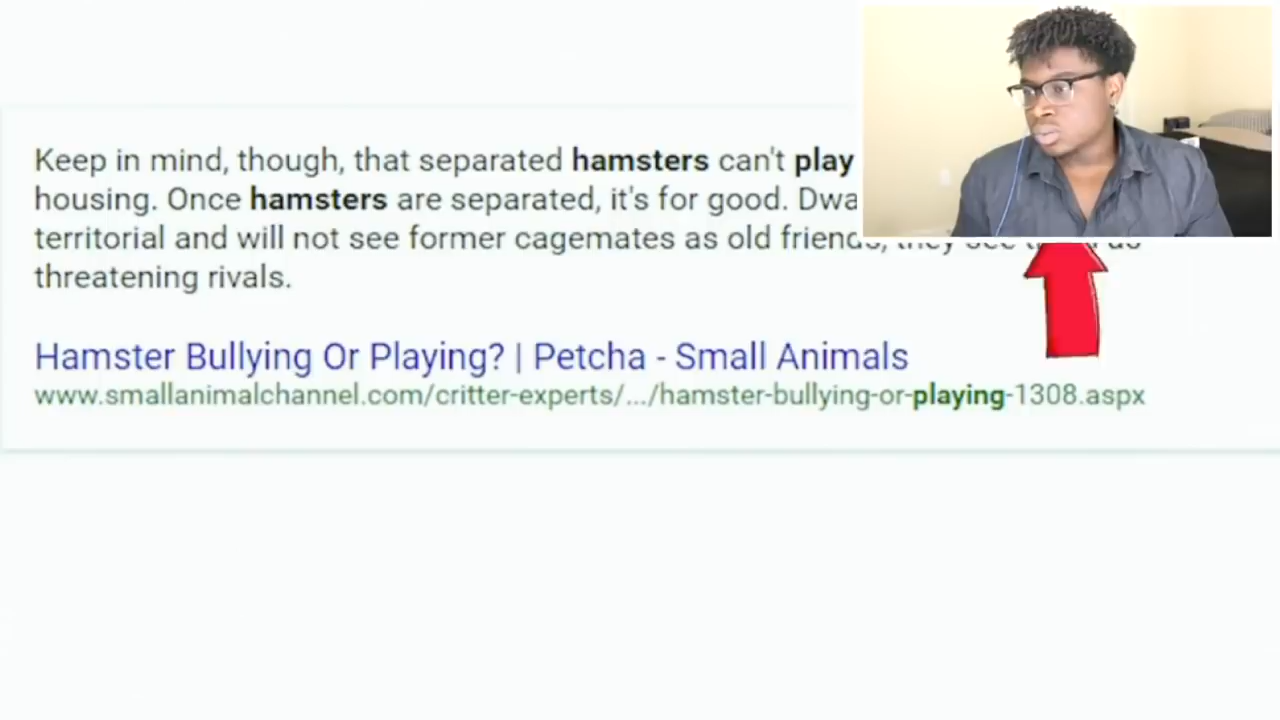 Keep in mind, though, that separated hamsters can't play
housing. Once hamsters are separated, it's for good. Dwa
territorial and will not see former cagemates as old friends, they see
threatening rivals.
Hamster Bullying Or Playing? | Petcha - Small Animals
www.smallanimalchannel.com/critter-experts/.../hamster-bullying-or-playing-1308.aspx